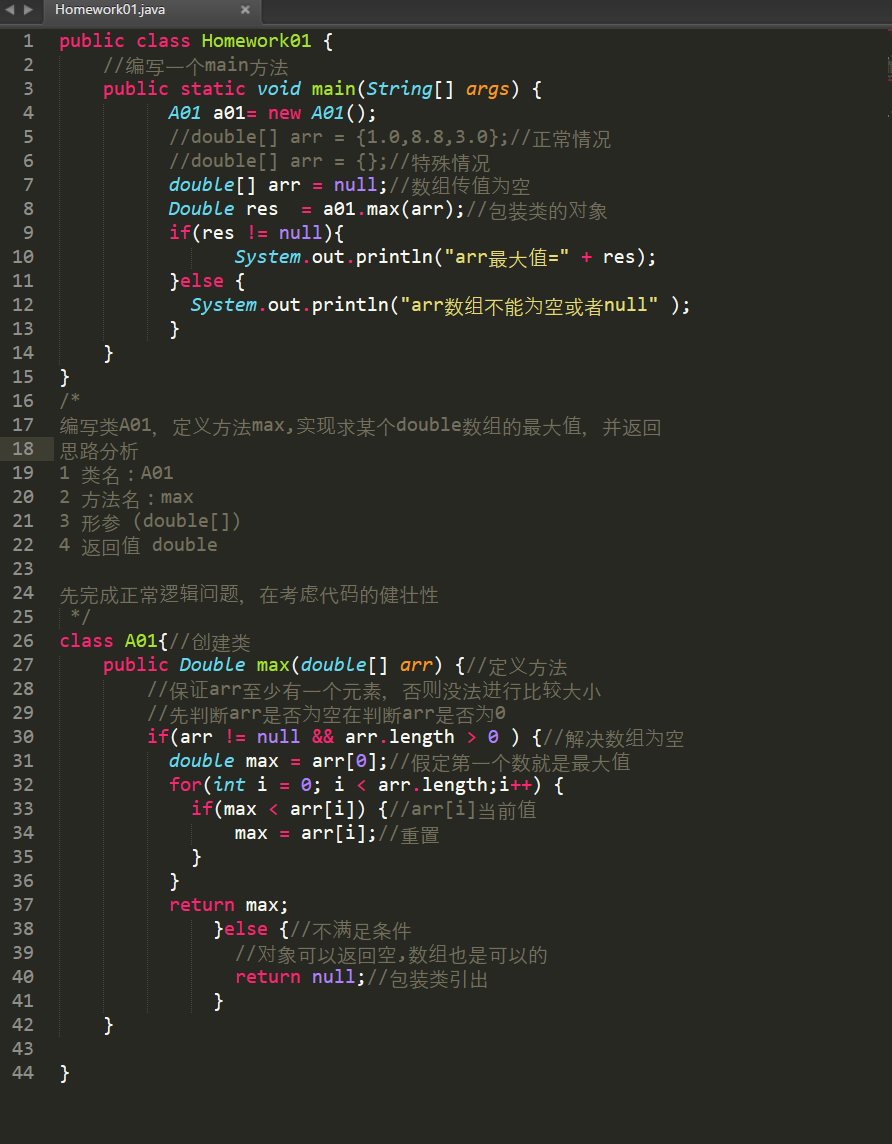 Homework01.java
1 public class Homework01 {
2 //编写一个main方法
3 public static void main(String[] args) {
4 A01 a01= new A01();
5 //double[] arr = {1.0,8.8,3.0};//正常情况
6 //double[] arr = {};//特殊情况
7 double[] arr = null;//数组传值为空
8 Double res  = a01.max(arr);//包装类的对象
9 if(res != null){
10 System.out.println("arr最大值=" + res);
11 }else {
12 System.out.println("arr数组不能为空或者null" );
13 }
14 }
15 }
16 /*
17 编写类A01，定义方法max,实现求某个double数组的最大值，并返回
18 思路分析
19 1 类名：A01
20 2 方法名：max
21 3 形参 (double[])
22 4 返回值 double
23
24 先完成正常逻辑问题，在考虑代码的健壮性
25 */
26 class A01{//创建类
27 public Double max(double[] arr) {//定义方法
28 //保证arr至少有一个元素，否则没法进行比较大小
29 //先判断arr是否为空在判断arr是否为0
30 if(arr != null && arr.length > 0 ) {//解决数组为空
31 double max = arr[0];//假定第一个数就是最大值
32 for(int i = 0; i < arr.length;i++) {
33 if(max < arr[i]) {//arr[i]当前值
34 max = arr[i];//重置
35 }
36 }
37 return max;
38 }else {//不满足条件
39 //对象可以返回空,数组也是可以的
40 return null;//包装类引出
41 }
42 }
43
44 }